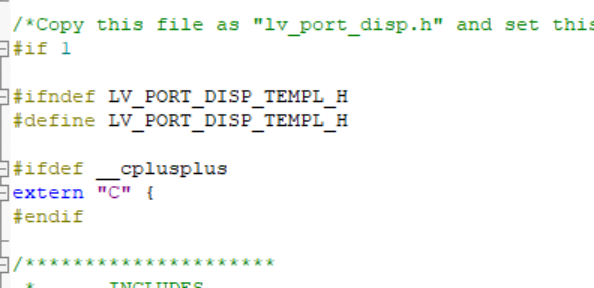 /*Copy this file as "lv_port_disp.h" and set this
#if 1
#ifndef LV_PORT_DISP_TEMPL_H
#define LV_PORT_DISP_TEMPL_H
#ifdef __cplusplus
extern "C" {
#endif
/*********************
* INCLUDES